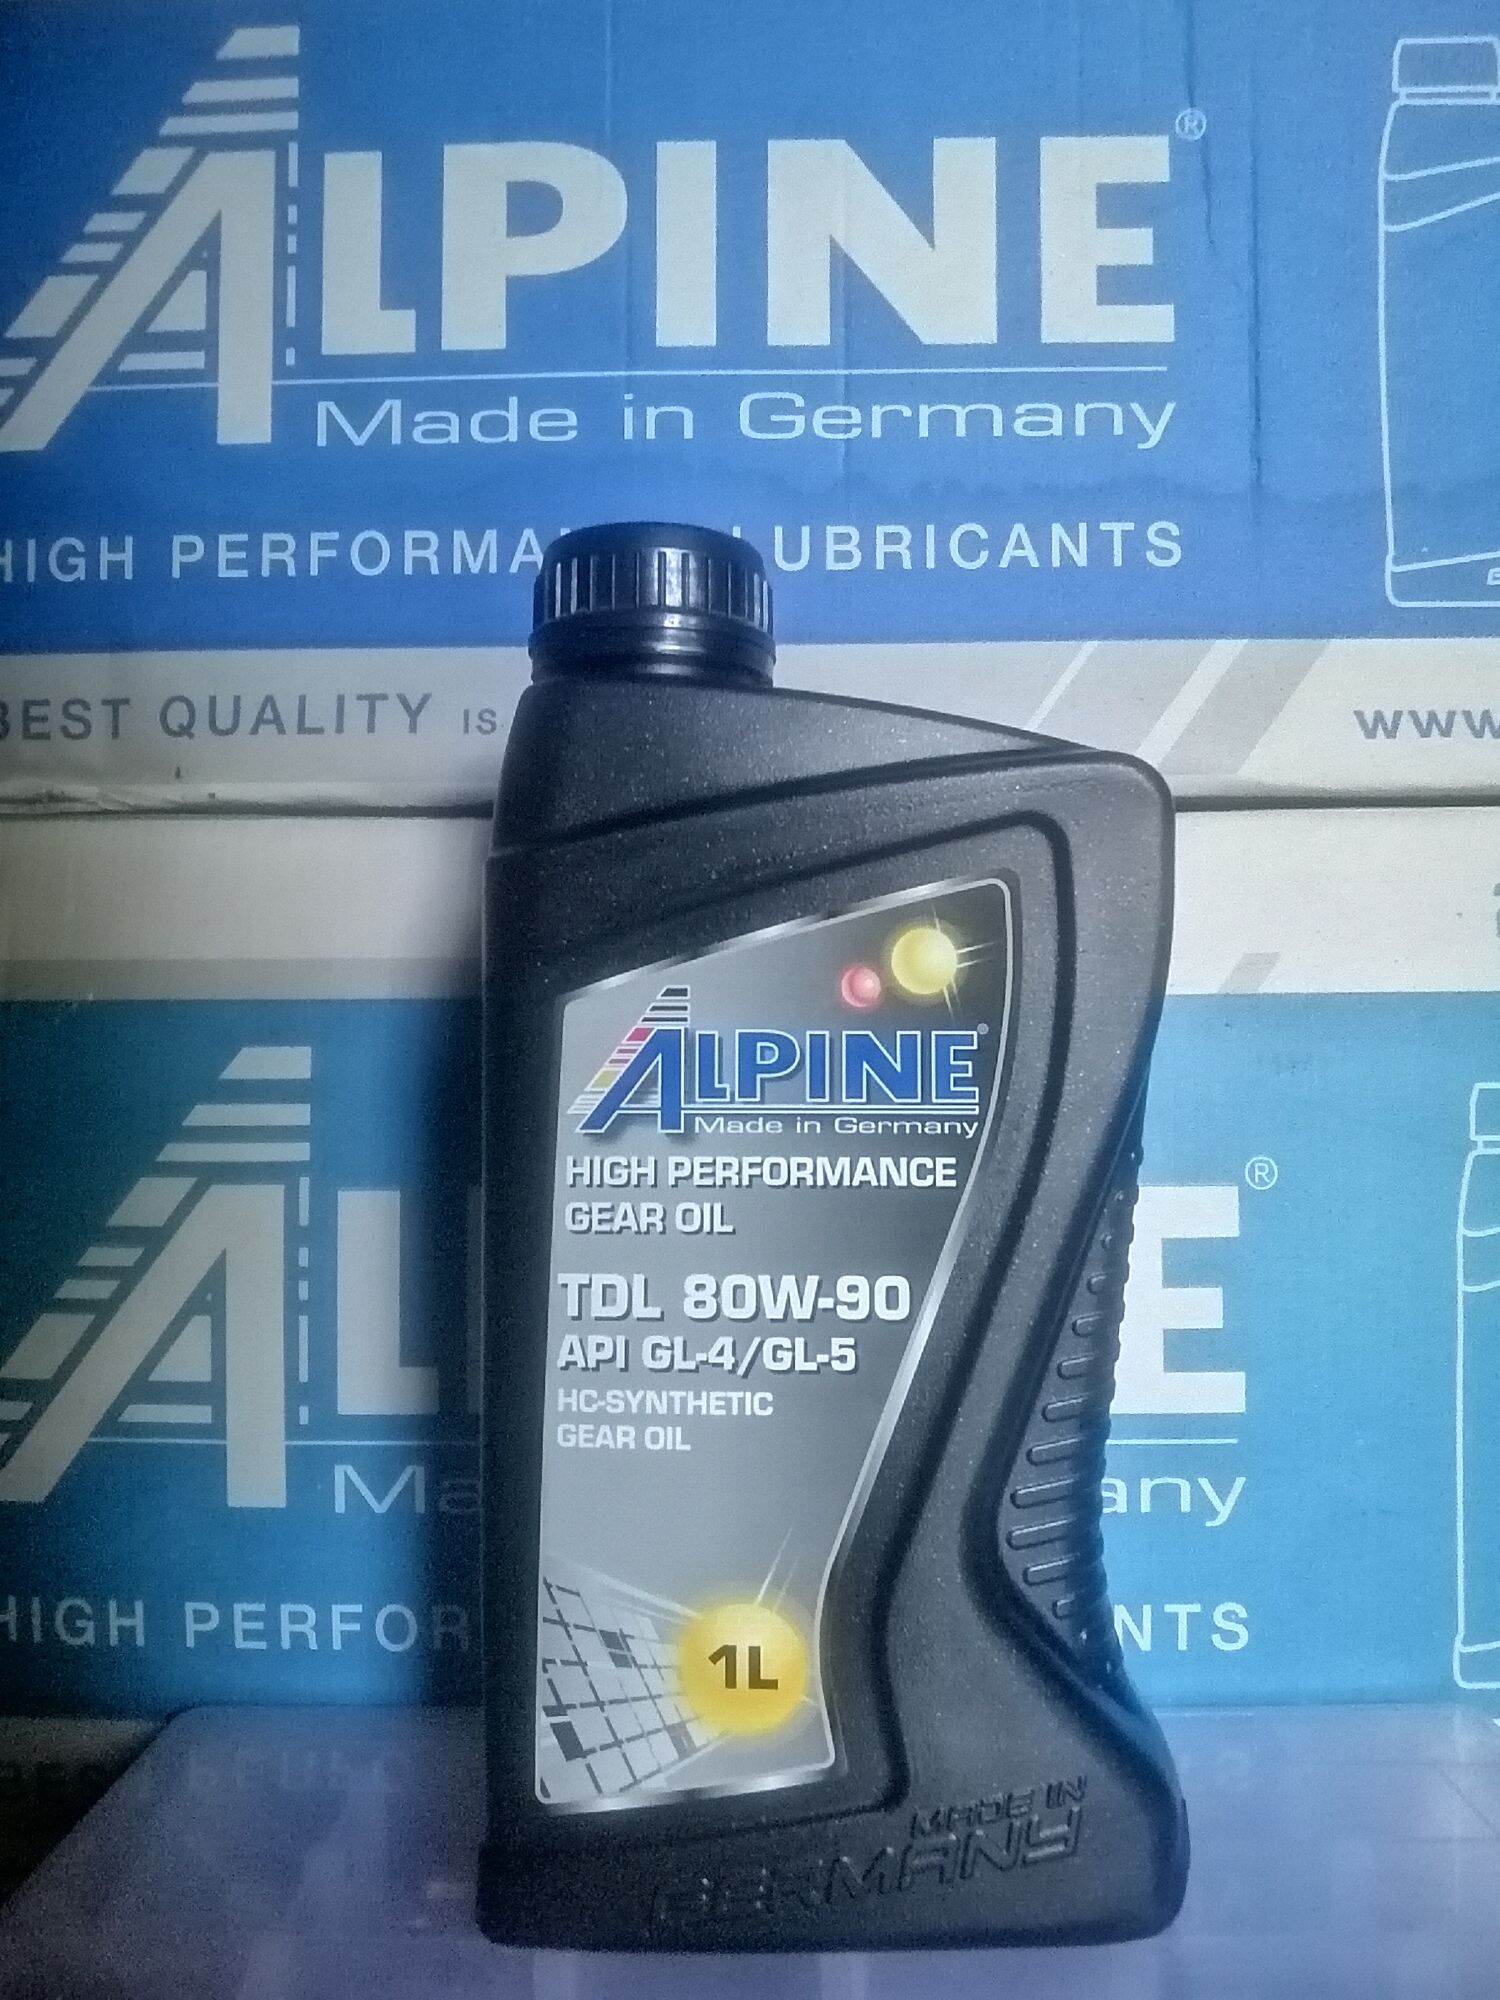 ALPINE®
Made in Germany
HIGH PERFORMA UBRICANTS
BEST QUALITY IS
www
ALPINE®
Made in Germany
HIGH PERFORMANCE
GEAR OIL
TDL 80W-90
API GL-4/GL-5
HC-SYNTHETIC
GEAR OIL
1L
MADE IN
GERMANY
AL E®
Ma any
HIGH PERFOR NTS